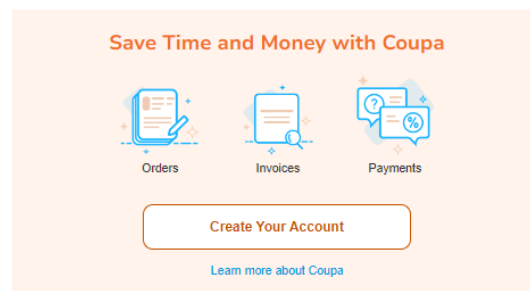 Save Time and Money with Coupa
?
%
Orders Invoices Payments
Create Your Account
Learn more about Coupa